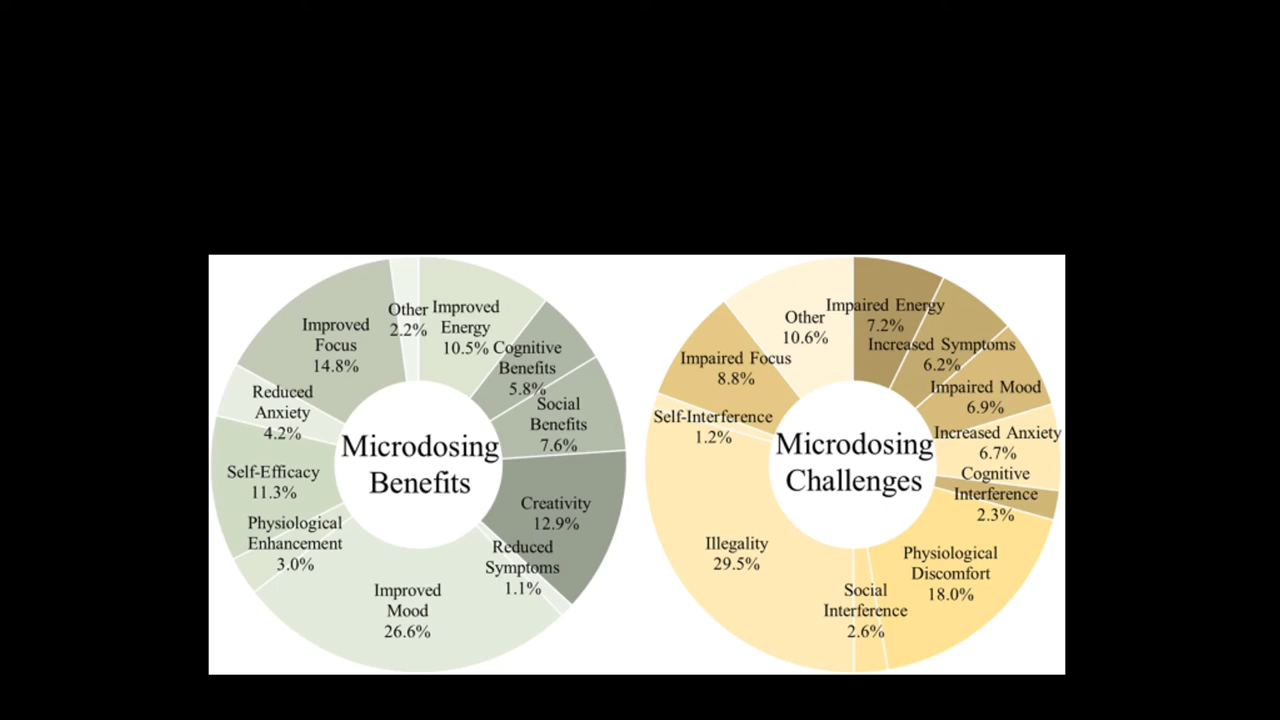 Other
2.2%
Improved
Energy
10.5%
Cognitive
Benefits
5.8%
Social
Benefits
7.6%
Creativity
12.9%
Reduced
Symptoms
1.1%
Improved
Mood
26.6%
Physiological
Enhancement
3.0%
Self-Efficacy
11.3%
Reduced
Anxiety
4.2%
Improved
Focus
14.8%
Microdosing
Benefits
Impaired Energy
7.2%
Increased Symptoms
6.2%
Impaired Mood
6.9%
Increased Anxiety
6.7%
Cognitive
Interference
2.3%
Physiological
Discomfort
18.0%
Social
Interference
2.6%
Illegality
29.5%
Self-Interference
1.2%
Impaired Focus
8.8%
Other
10.6%
Microdosing
Challenges